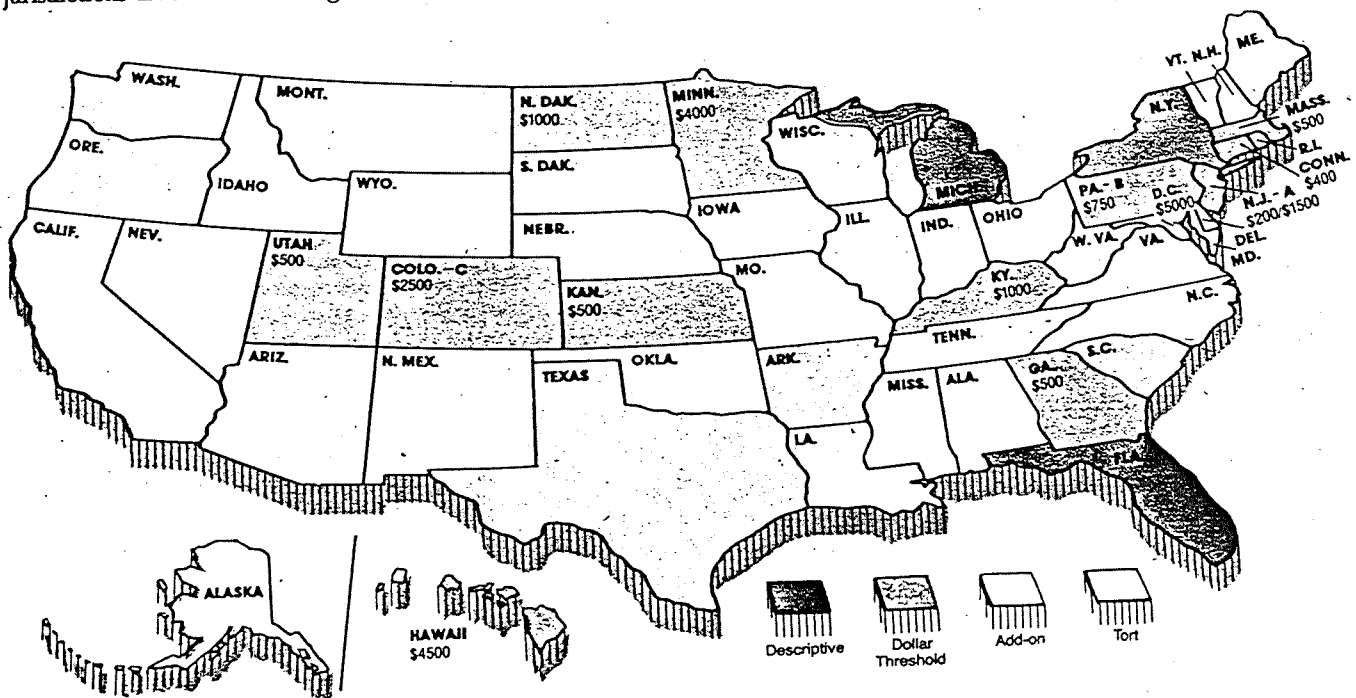 WASH.
MONT.
N. DAK.
$1000
MINN.
$4000
VT. N.H.
ME.
ORE.
IDAHO
WYO.
S. DAK.
WISC.
MICH.
N.Y.
MASS.
$500
R.I.
CONN.
$400
CALIF.
NEV.
UTAH
$500
COLO.-C
$2500
NEBR.
KAN.
$500
IOWA
ILL.
IND.
OHIO
PA.-B
$750
D.C.
$5000
N.J.-A
$200/$1500
DEL.
MD.
MO.
KY.
$1000
W. VA.
VA.
N.C.
ARIZ.
N. MEX.
TEXAS
OKLA.
ARK.
TENN.
S.C.
MISS.
ALA.
GA.
$500
LA.
FLA.
ALASKA
HAWAII
$4500
Descriptive
Dollar
Threshold
Add-on
Tort